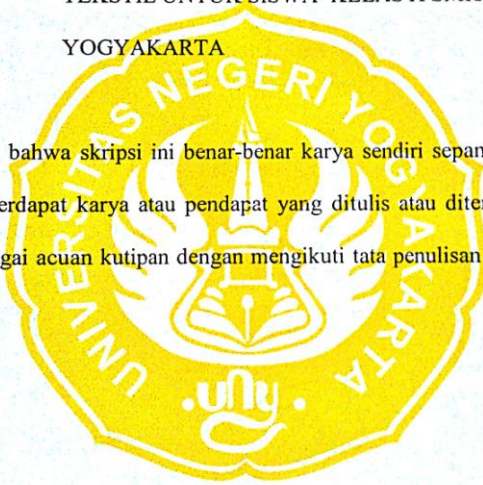 TEKSTIL UNTUK SISWA KELAS
YOGYAKARTA
UNIVERSITAS NEGERI YOGYAKARTA
bahwa skripsi ini benar-benar karya sendiri sepan
erdapat karya atau pendapat yang ditulis atau diter
gai acuan kutipan dengan mengikuti tata penulisan
uny